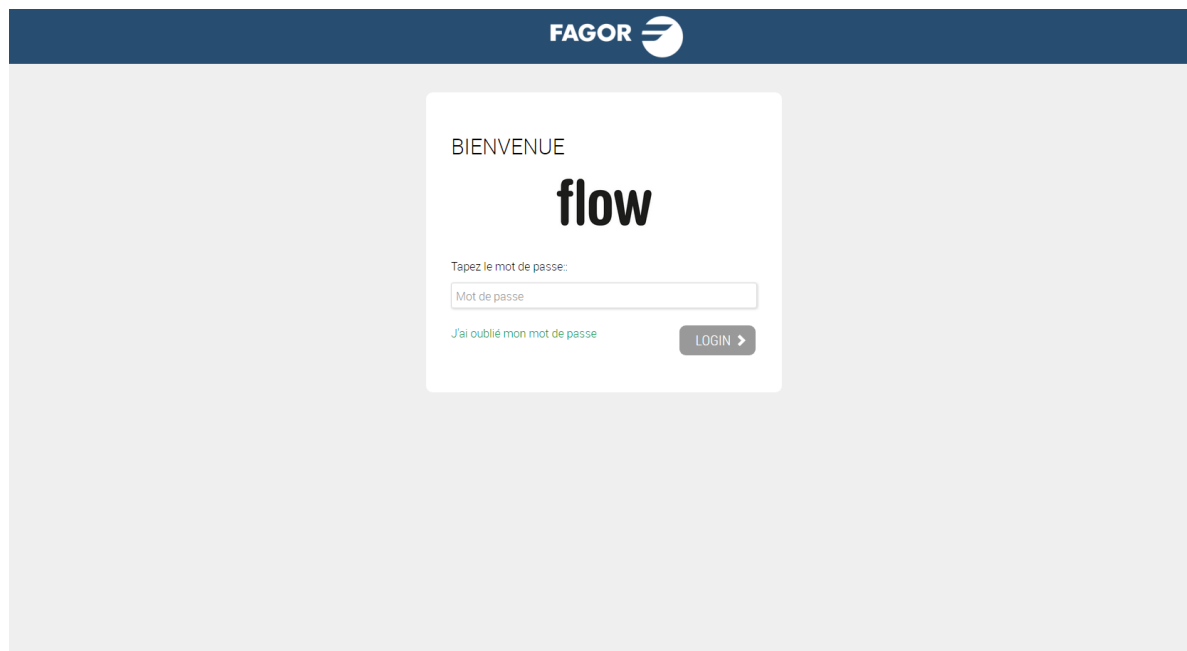 FAGOR
BIENVENUE
flow
Tapez le mot de passe::
Mot de passe
J'ai oublié mon mot de passe
LOGIN